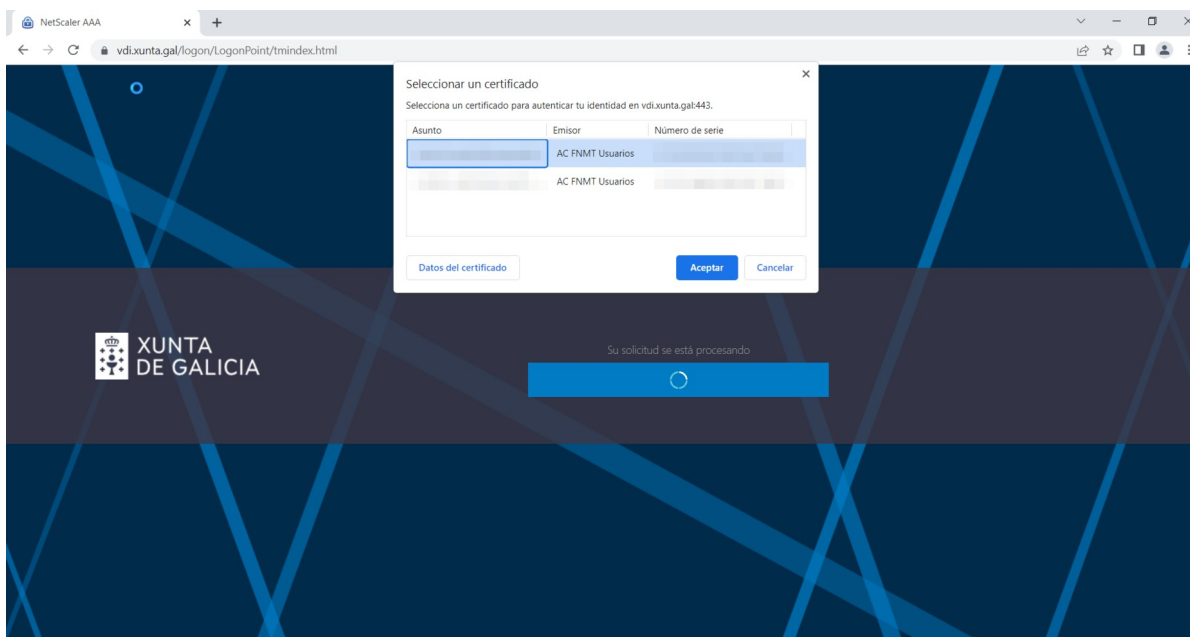 NetScaler AAA
vdi.xunta.gal/logon/LogonPoint/tmindex.html
Seleccionar un certificado
Selecciona un certificado para autenticar tu identidad en vdi.xunta.gal:443.
Asunto Emisor Número de serie
AC FNMT Usuarios
AC FNMT Usuarios
Datos del certificado Aceptar Cancelar
XUNTA
DE GALICIA
Su solicitud se está procesando